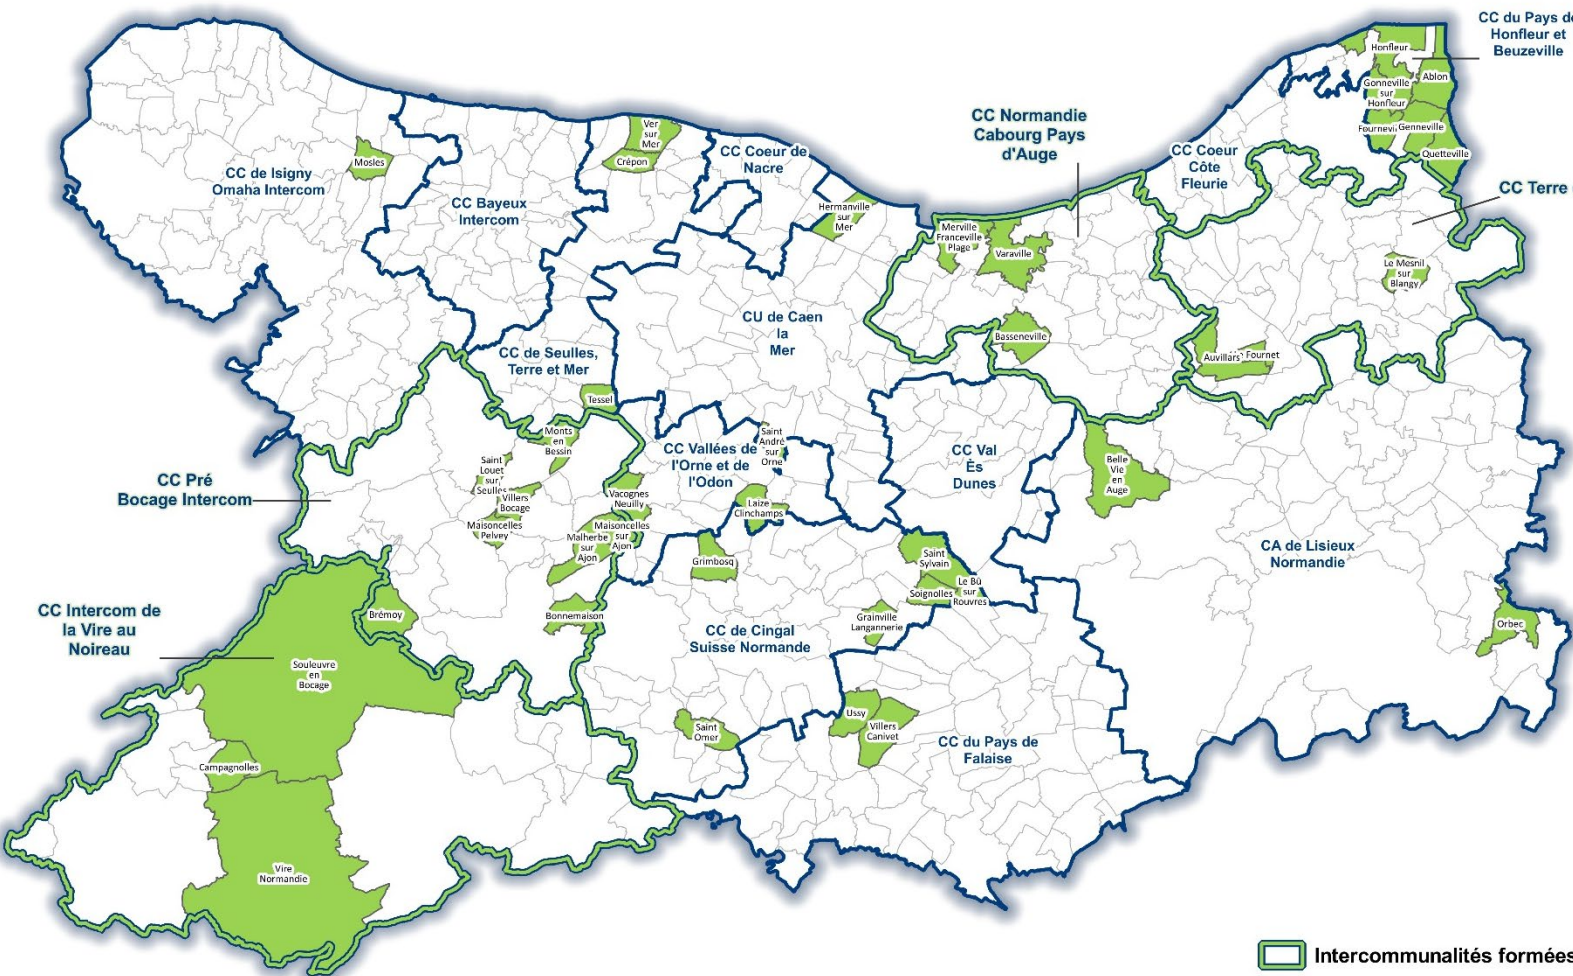 CC du Pays de
Honfleur et
Beuzeville
Honfleur
Ablon
Gonneville
sur
Honfleur
Genneville
Quetteville
CC Normandie
Cabourg Pays
d'Auge
CC Coeur
Côte
Fleurie
CC Terre
Ver
sur
Mer
Crépon
CC Coeur de
Nacre
Mosles
CC de Isigny
Omaha Intercom
CC Bayeux
Intercom
Hermanville
sur
Mer
Merville
Franceville
Plage
Varaville
Le Mesnil
sur
Blangy
CU de Caen
la
Mer
Basseneville
Auvillars
Fournet
CC de Seulles,
Terre et Mer
Tessel
Monts
en
Bessin
Saint
Louet
sur
Seulles
Villers
Bocage
Maisoncelles
Pelvey
CC Vallées de
l'Orne et de
l'Odon
Saint
André
sur
Orne
CC Val
Ès
Dunes
Belle
Vie
en
Auge
CC Pré
Bocage Intercom
Vacognes
Neuilly
Laize
Clinchamps
Maisoncelles
sur
Ajon
Malherbe
sur
Ajon
Grimbosq
Saint
Sylvain
Soignolles
Le Bû
sur
Rouvres
CA de Lisieux
Normandie
CC Intercom de
la Vire au
Noireau
Brémoy
Bonnemaison
Grainville
Langannerie
CC de Cingal
Suisse Normande
Orbec
Souleuvre
en
Bocage
Saint
Omer
Ussy
Villers
Canivet
CC du Pays de
Falaise
Campagnolles
Vire
Normandie
Intercommunalités formées